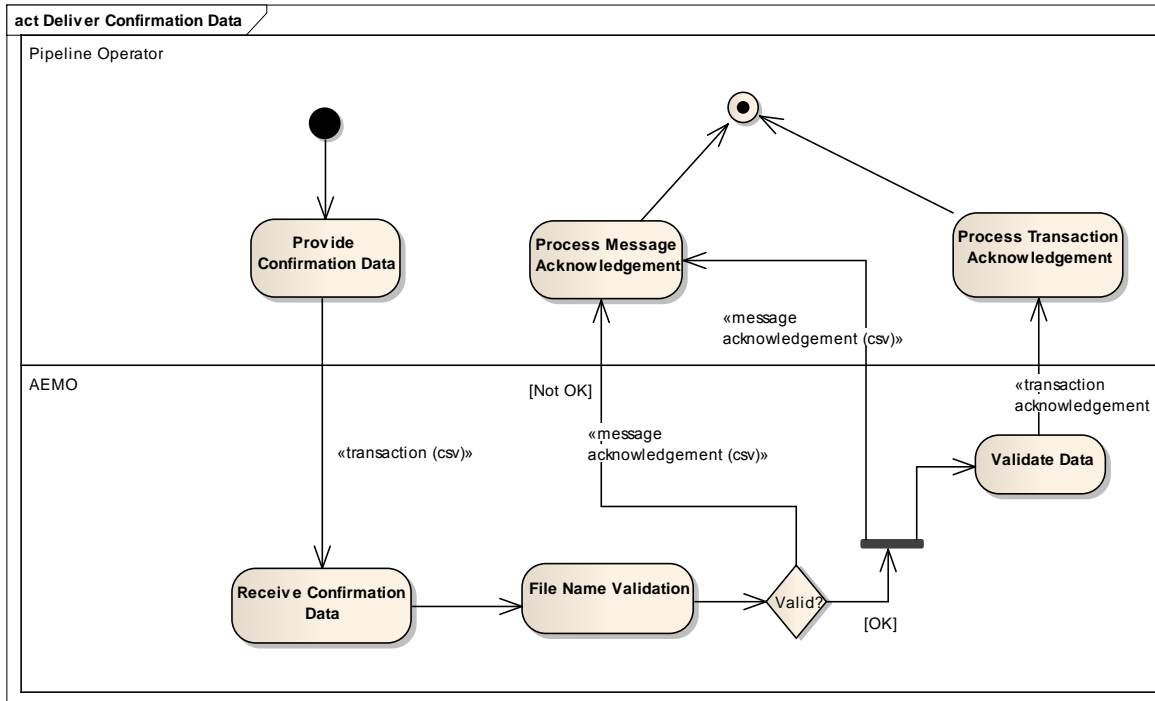 act Deliver Confirmation Data
Pipeline Operator
Provide
Confirmation Data
Process Message
Acknowledgement
Process Transaction
Acknowledgement
«message
acknowledgement (csv)»
AEMO
[Not OK]
«transaction
acknowledgement
«message
acknowledgement (csv)»
«transaction (csv)»
Validate Data
Receive Confirmation
Data
File Name Validation
Valid?
[OK]